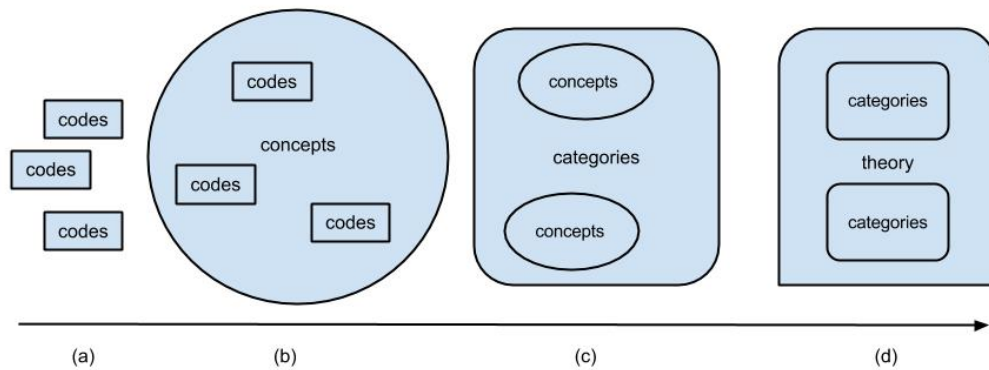 codes
codes
codes
codes
concepts
codes
codes
concepts
categories
concepts
categories
theory
categories
(a)
(b)
(c)
(d)